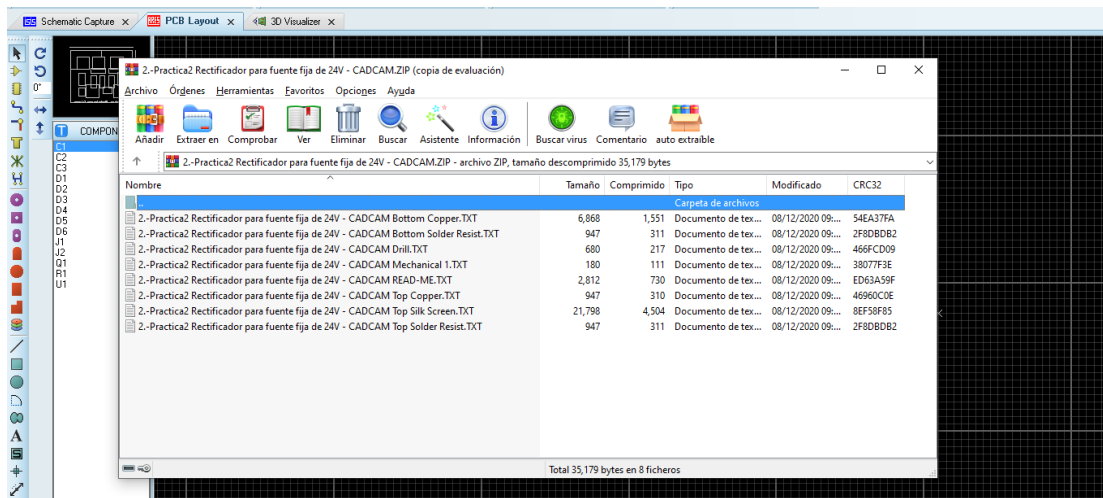 ISIS Schematic Capture x ARES PCB Layout x 3D Visualizer x
2.-Practica2 Rectificador para fuente fija de 24V - CADCAM.ZIP (copia de evaluación)
Archivo Órdenes Herramientas Favoritos Opciones Ayuda
Añadir Extraer en Comprobar Ver Eliminar Buscar Asistente Información Buscar virus Comentario auto extraíble
2.-Practica2 Rectificador para fuente fija de 24V - CADCAM.ZIP - archivo ZIP, tamaño descomprimido 35,179 bytes
Nombre Tamaño Comprimido Tipo Modificado CRC32
.. Carpeta de archivos
2.-Practica2 Rectificador para fuente fija de 24V - CADCAM Bottom Copper.TXT 6,868 1,551 Documento de tex... 08/12/2020 09:... 54EA37FA
2.-Practica2 Rectificador para fuente fija de 24V - CADCAM Bottom Solder Resist.TXT 947 311 Documento de tex... 08/12/2020 09:... 2F8DBDB2
2.-Practica2 Rectificador para fuente fija de 24V - CADCAM Drill.TXT 680 217 Documento de tex... 08/12/2020 09:... 466FCD09
2.-Practica2 Rectificador para fuente fija de 24V - CADCAM Mechanical 1.TXT 180 111 Documento de tex... 08/12/2020 09:... 38077F3E
2.-Practica2 Rectificador para fuente fija de 24V - CADCAM READ-ME.TXT 2,812 730 Documento de tex... 08/12/2020 09:... ED63A59F
2.-Practica2 Rectificador para fuente fija de 24V - CADCAM Top Copper.TXT 947 310 Documento de tex... 08/12/2020 09:... 46960C0E
2.-Practica2 Rectificador para fuente fija de 24V - CADCAM Top Silk Screen.TXT 21,798 4,504 Documento de tex... 08/12/2020 09:... 8EF58F85
2.-Practica2 Rectificador para fuente fija de 24V - CADCAM Top Solder Resist.TXT 947 311 Documento de tex... 08/12/2020 09:... 2F8DBDB2
Total 35,179 bytes en 8 ficheros
0°
T COMPON
C1
C2
C3
D1
D2
D3
D4
D5
D6
J1
J2
Q1
R1
U1
A
S